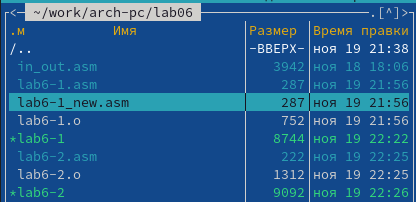 <— ~/work/arch-pc/lab06 —.[^]>
.м Имя Размер Время правки
/.. -ВВЕРХ- ноя 19 21:38
in_out.asm 3942 ноя 18 18:06
lab6-1.asm 287 ноя 19 21:56
lab6-1_new.asm 287 ноя 19 21:56
lab6-1.o 752 ноя 19 21:56
*lab6-1 8744 ноя 19 22:22
lab6-2.asm 222 ноя 19 22:25
lab6-2.o 1312 ноя 19 22:25
*lab6-2 9092 ноя 19 22:26